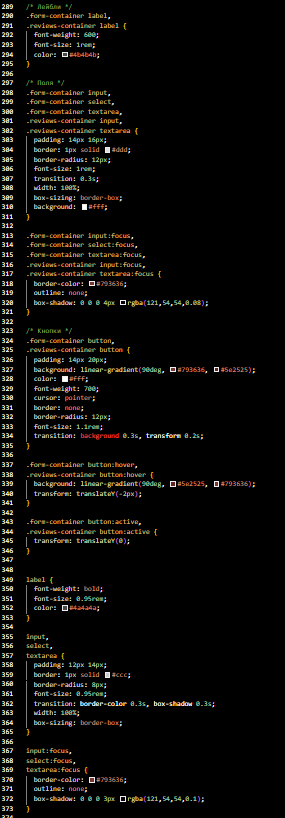 289 /* Лейбли */
290 .form-container label,
291 .reviews-container label {
292 font-weight: 600;
293 font-size: 1rem;
294 color: #4b4b4b;
295 }
296
297 /* Поля */
298 .form-container input,
299 .form-container select,
300 .form-container textarea,
301 .reviews-container input,
302 .reviews-container textarea {
303 padding: 14px 16px;
304 border: 1px solid #ddd;
305 border-radius: 12px;
306 font-size: 1rem;
307 transition: 0.3s;
308 width: 100%;
309 box-sizing: border-box;
310 background: #fff;
311 }
312
313 .form-container input:focus,
314 .form-container select:focus,
315 .form-container textarea:focus,
316 .reviews-container input:focus,
317 .reviews-container textarea:focus {
318 border-color: #793636;
319 outline: none;
320 box-shadow: 0 0 0 4px rgba(121,54,54,0.08);
321 }
322
323 /* Кнопки */
324 .form-container button,
325 .reviews-container button {
326 padding: 14px 20px;
327 background: linear-gradient(90deg, #793636, #5e2525);
328 color: #fff;
329 font-weight: 700;
330 cursor: pointer;
331 border: none;
332 border-radius: 12px;
333 font-size: 1.1rem;
334 transition: background 0.3s, transform 0.2s;
335 }
336
337 .form-container button:hover,
338 .reviews-container button:hover {
339 background: linear-gradient(90deg, #5e2525, #793636);
340 transform: translateY(-2px);
341 }
342
343 .form-container button:active,
344 .reviews-container button:active {
345 transform: translateY(0);
346 }
347
348
349 label {
350 font-weight: bold;
351 font-size: 0.95rem;
352 color: #4a4a4a;
353 }
354
355 input,
356 select,
357 textarea {
358 padding: 12px 14px;
359 border: 1px solid #ccc;
360 border-radius: 8px;
361 font-size: 0.95rem;
362 transition: border-color 0.3s, box-shadow 0.3s;
363 width: 100%;
364 box-sizing: border-box;
365 }
366
367 input:focus,
368 select:focus,
369 textarea:focus {
370 border-color: #793636;
371 outline: none;
372 box-shadow: 0 0 0 3px rgba(121,54,54,0.1);
373 }